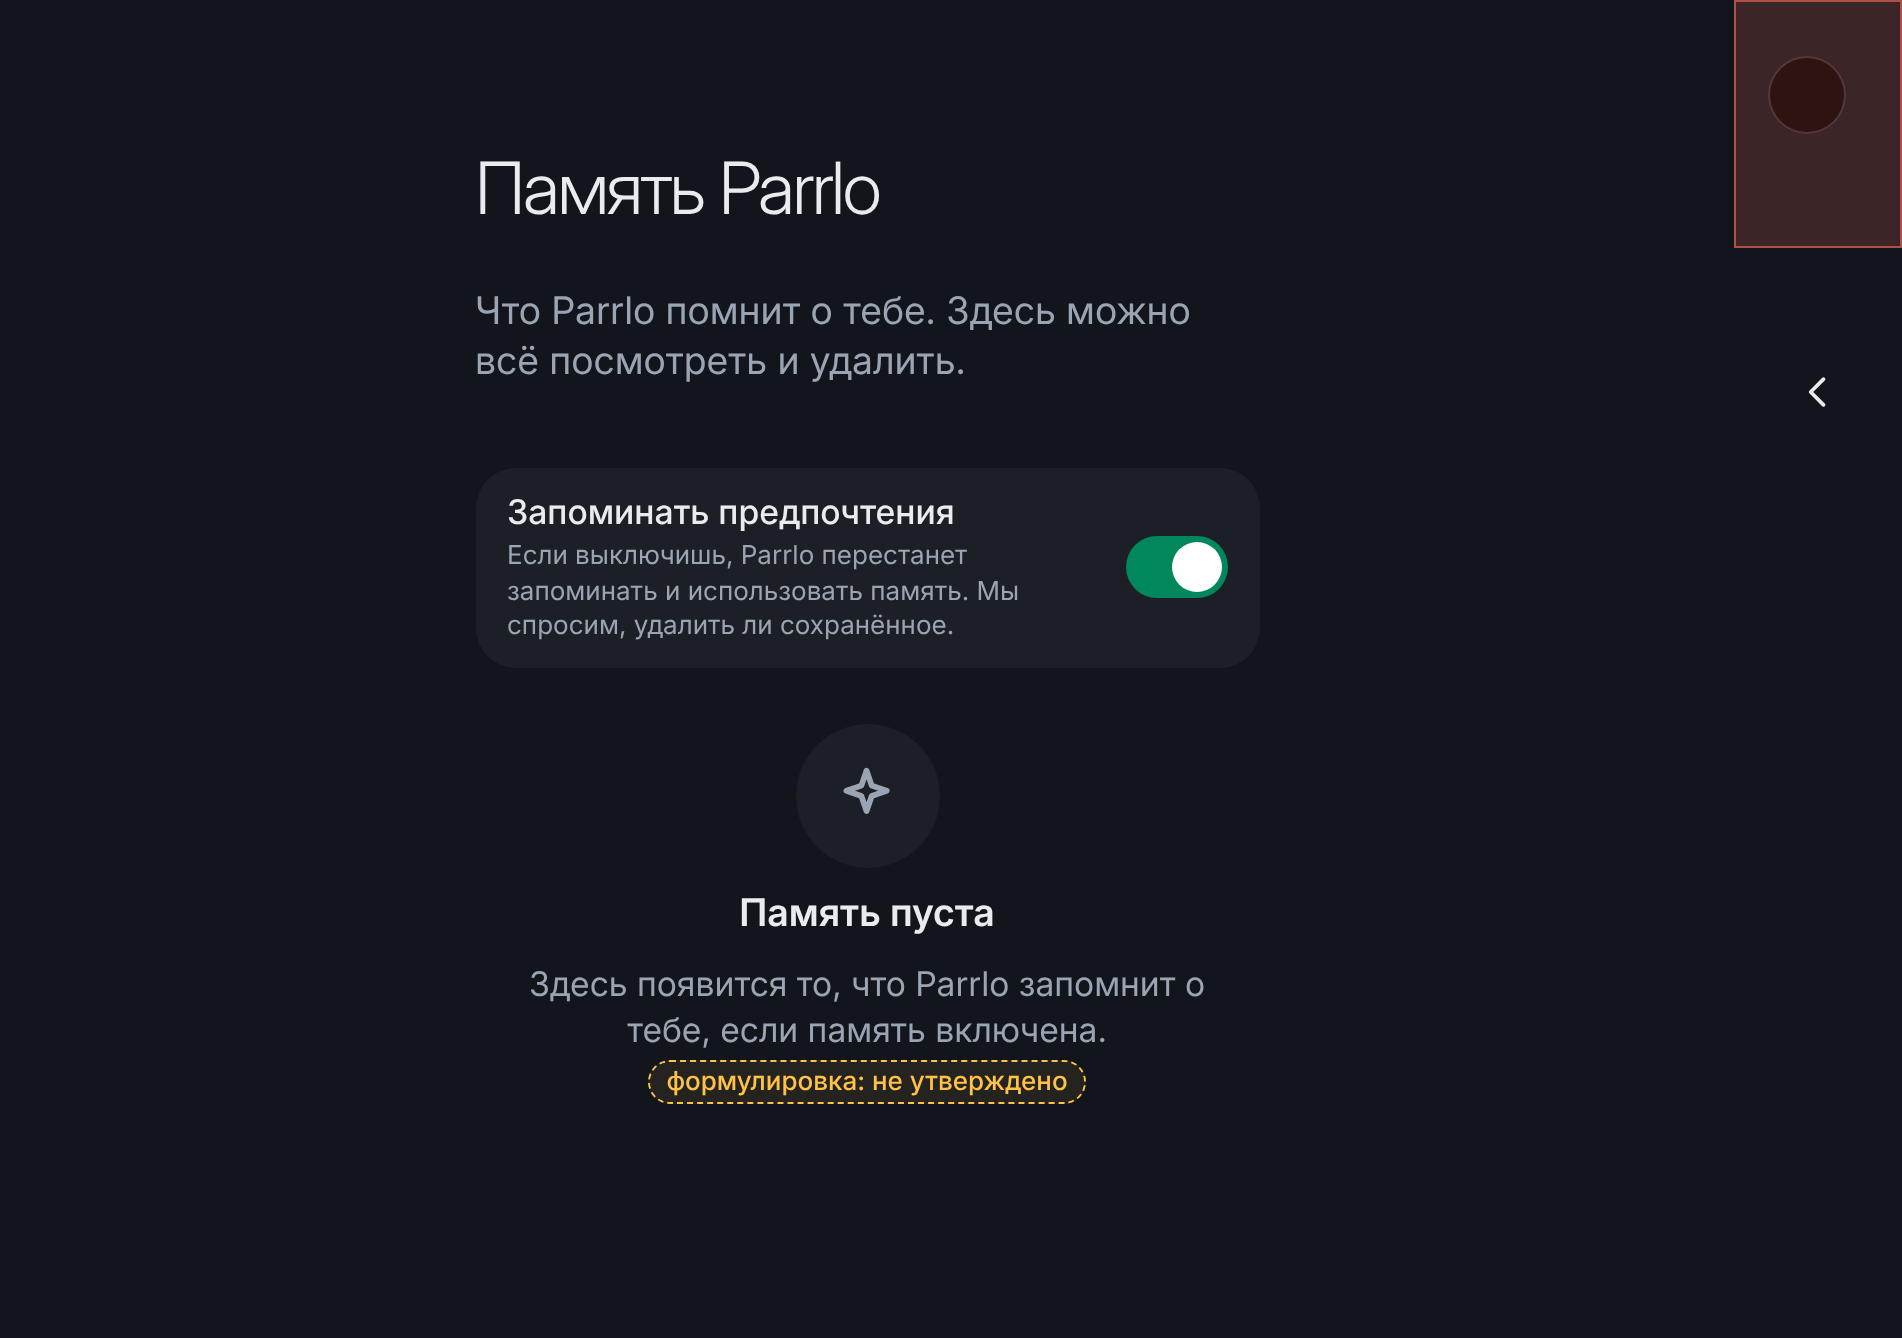 Память Parrlo
Что Parrlo помнит о тебе. Здесь можно
всё посмотреть и удалить.
Запоминать предпочтения
Если выключишь, Parrlo перестанет
запоминать и использовать память. Мы
спросим, удалить ли сохранённое.
Память пуста
Здесь появится то, что Parrlo запомнит о
тебе, если память включена.
формулировка: не утверждено